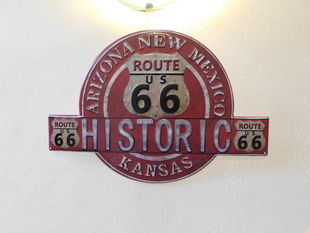 ARIZONA NEW MEXICO
ROUTE
US
66
ROUTE
US
66
HISTORIC
ROUTE
US
66
KANSAS